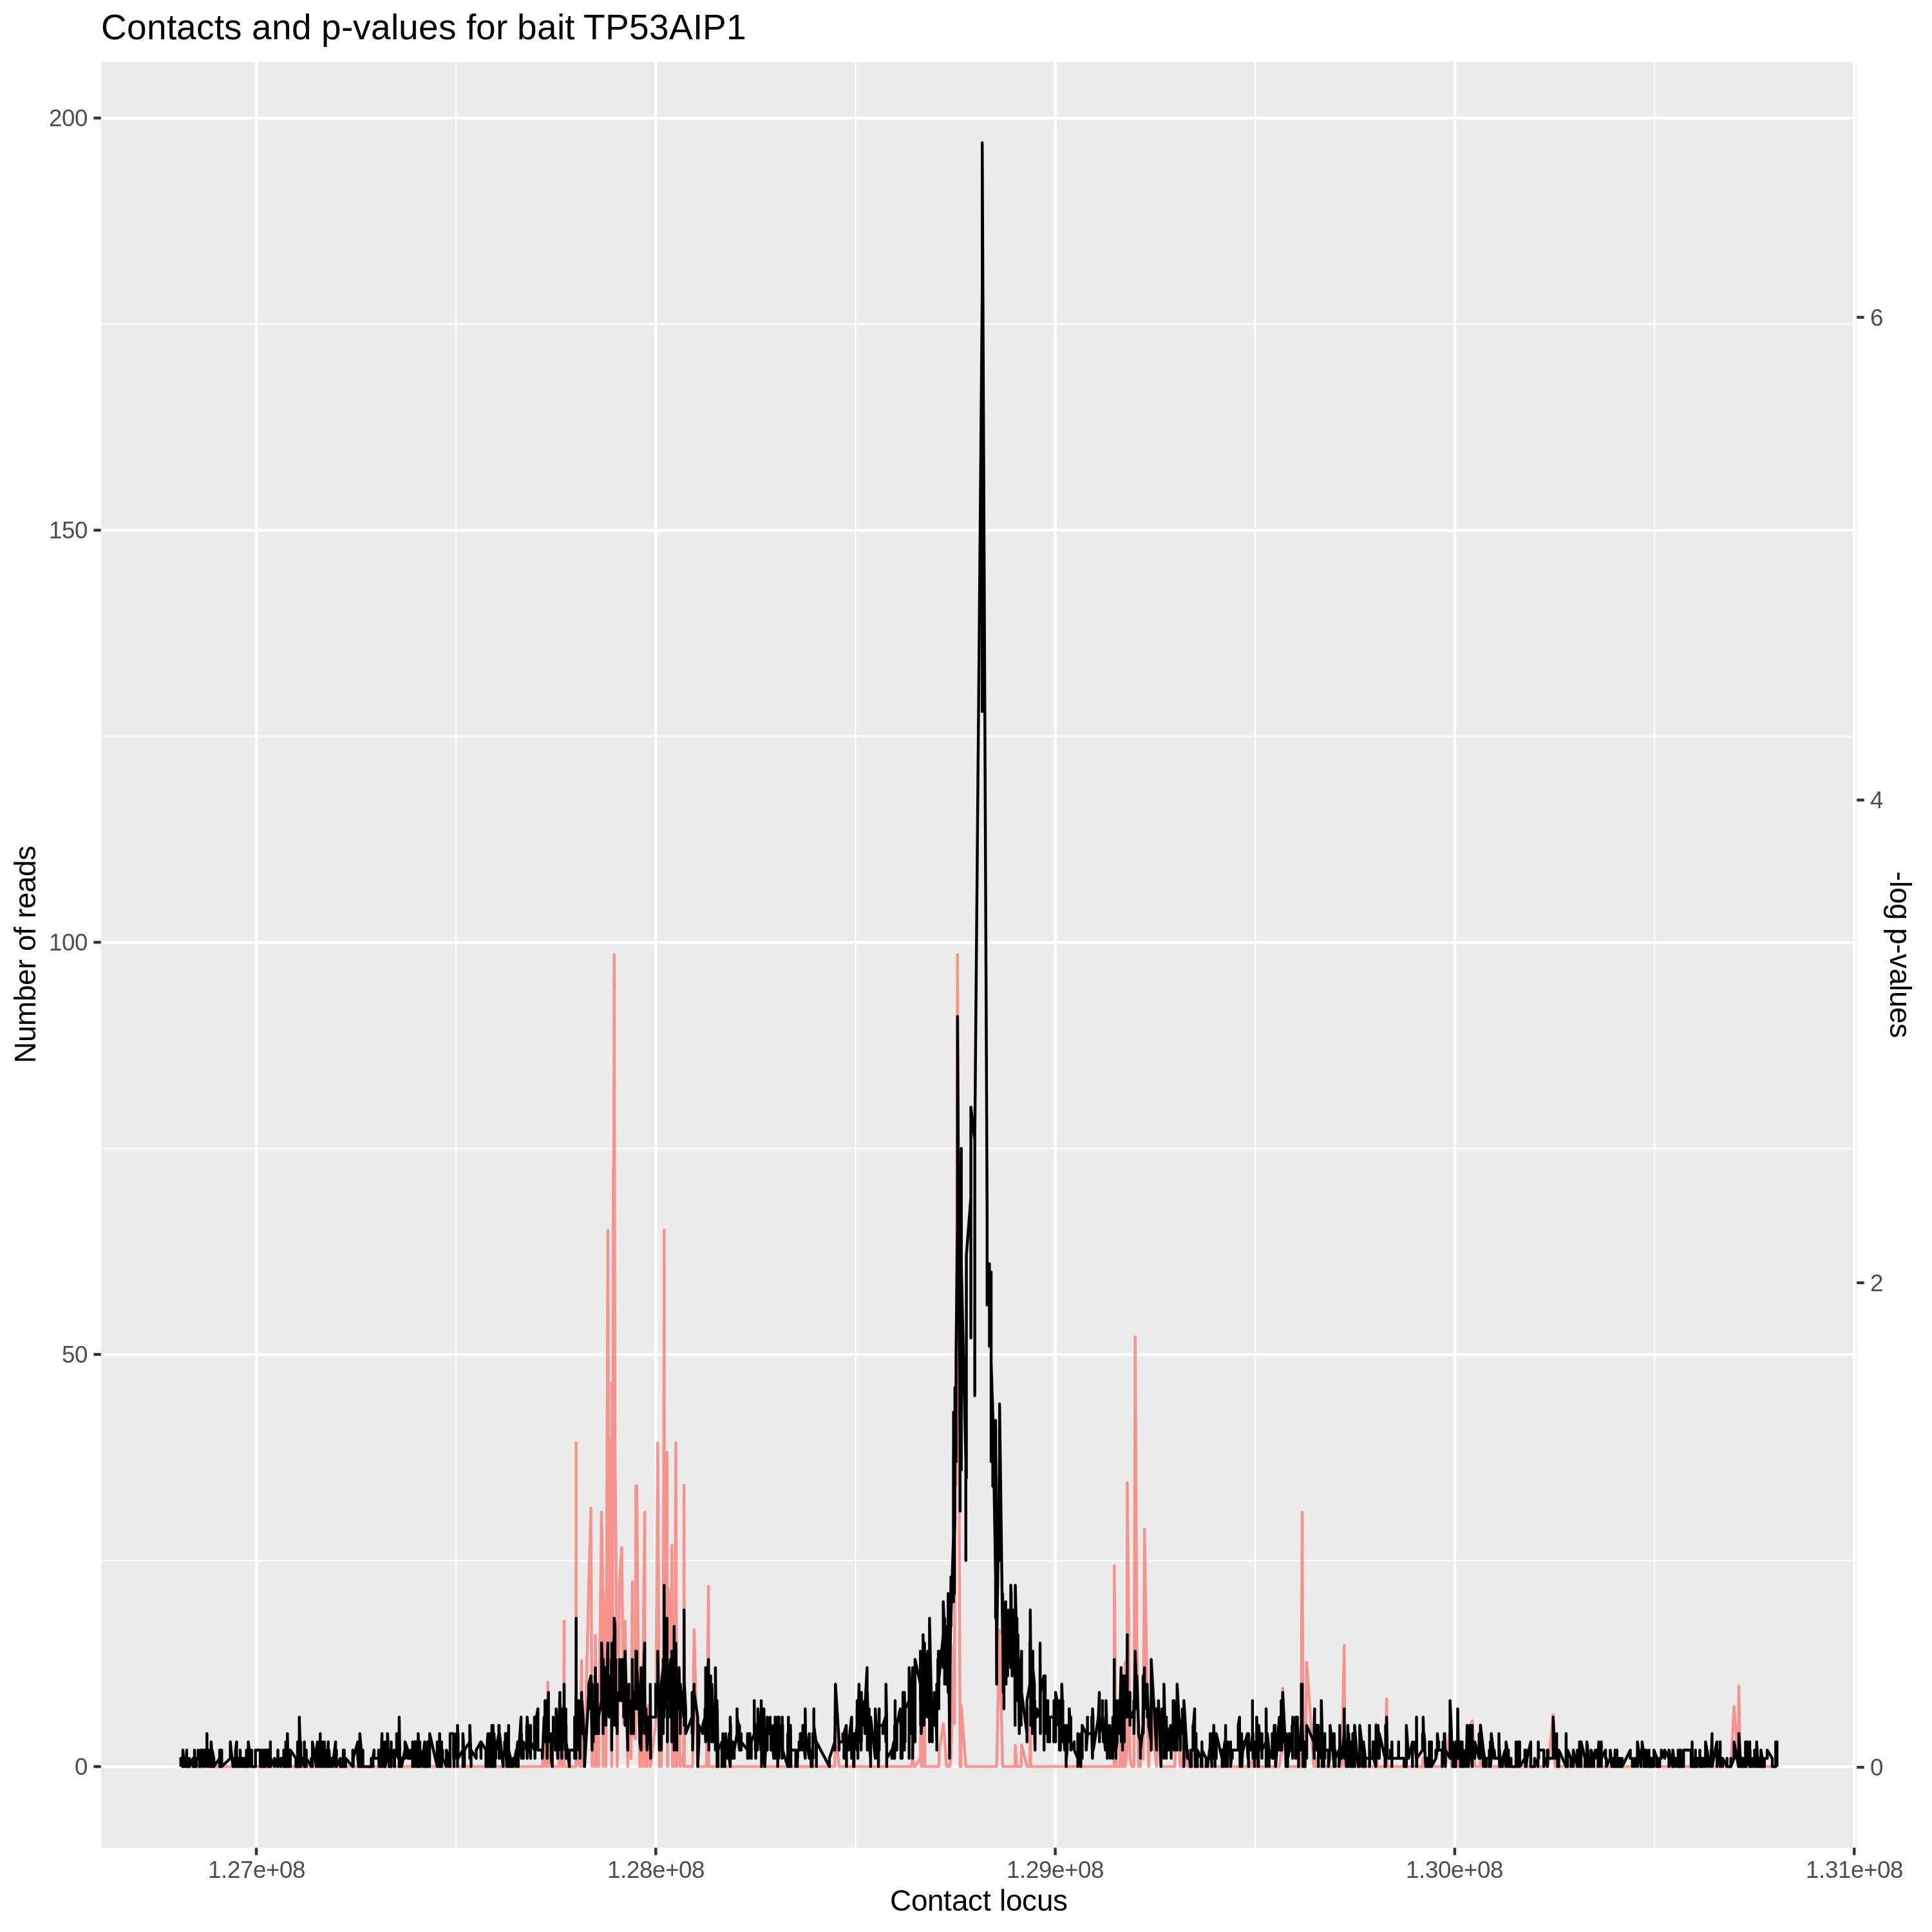 Contacts and p-values for bait TP53AIP1
200
150
100
50
0
Number of reads
6
4
2
0
-log p-values
1.27e+08
1.28e+08
1.29e+08
1.30e+08
1.31e+08
Contact locus